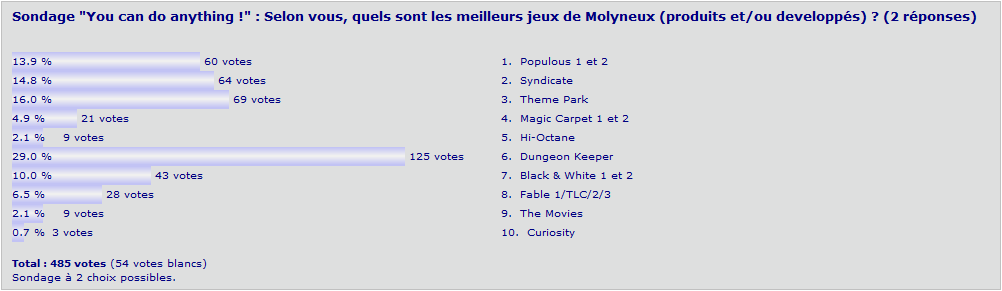 Sondage "You can do anything !" : Selon vous, quels sont les meilleurs jeux de Molyneux (produits et/ou developpés) ? (2 réponses)
13.9 % 60 votes 1. Populous 1 et 2
14.8 % 64 votes 2. Syndicate
16.0 % 69 votes 3. Theme Park
4.9 % 21 votes 4. Magic Carpet 1 et 2
2.1 % 9 votes 5. Hi-Octane
29.0 % 125 votes 6. Dungeon Keeper
10.0 % 43 votes 7. Black & White 1 et 2
6.5 % 28 votes 8. Fable 1/TLC/2/3
2.1 % 9 votes 9. The Movies
0.7 % 3 votes 10. Curiosity
Total : 485 votes (54 votes blancs)
Sondage à 2 choix possibles.